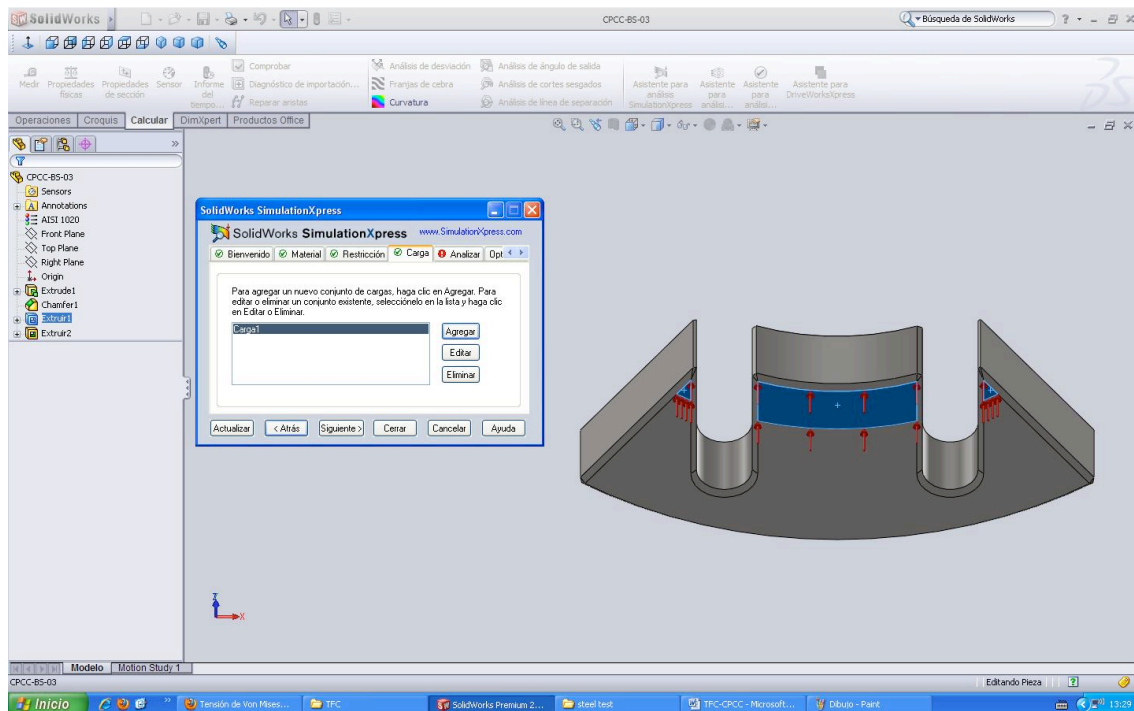 SolidWorks
CPCC-BS-03
Búsqueda de SolidWorks
?
Medir
Propiedades físicas
Propiedades de sección
Sensor
Informe del tiempo...
Comprobar
Diagnóstico de importación...
Reparar aristas
Análisis de desviación
Franjas de cebra
Curvatura
Análisis de ángulo de salida
Análisis de cortes sesgados
Análisis de línea de separación
Asistente para análisis SimulationXpress
Asistente para análisi...
Asistente para análisi...
Asistente para DriveWorksXpress
Operaciones
Croquis
Calcular
DimXpert
Productos Office
CPCC-BS-03
Sensors
Annotations
AISI 1020
Front Plane
Top Plane
Right Plane
Origin
Extrude1
Chamfer1
Extruir1
Extruir2
SolidWorks SimulationXpress
SolidWorks SimulationXpress
www.SimulationXpress.com
Bienvenido
Material
Restricción
Carga
Analizar
Opt
Para agregar un nuevo conjunto de cargas, haga clic en Agregar. Para
editar o eliminar un conjunto existente, selecciónelo en la lista y haga clic
en Editar o Eliminar.
Carga1
Agregar
Editar
Eliminar
Actualizar
< Atrás
Siguiente >
Cerrar
Cancelar
Ayuda
Z
X
Modelo
Motion Study 1
CPCC-BS-03
Editando Pieza
?
Inicio
Tensión de Von Mises...
TFC
SolidWorks Premium 2...
steel test
TFC-CPCC - Microsoft...
Dibujo - Paint
13:29